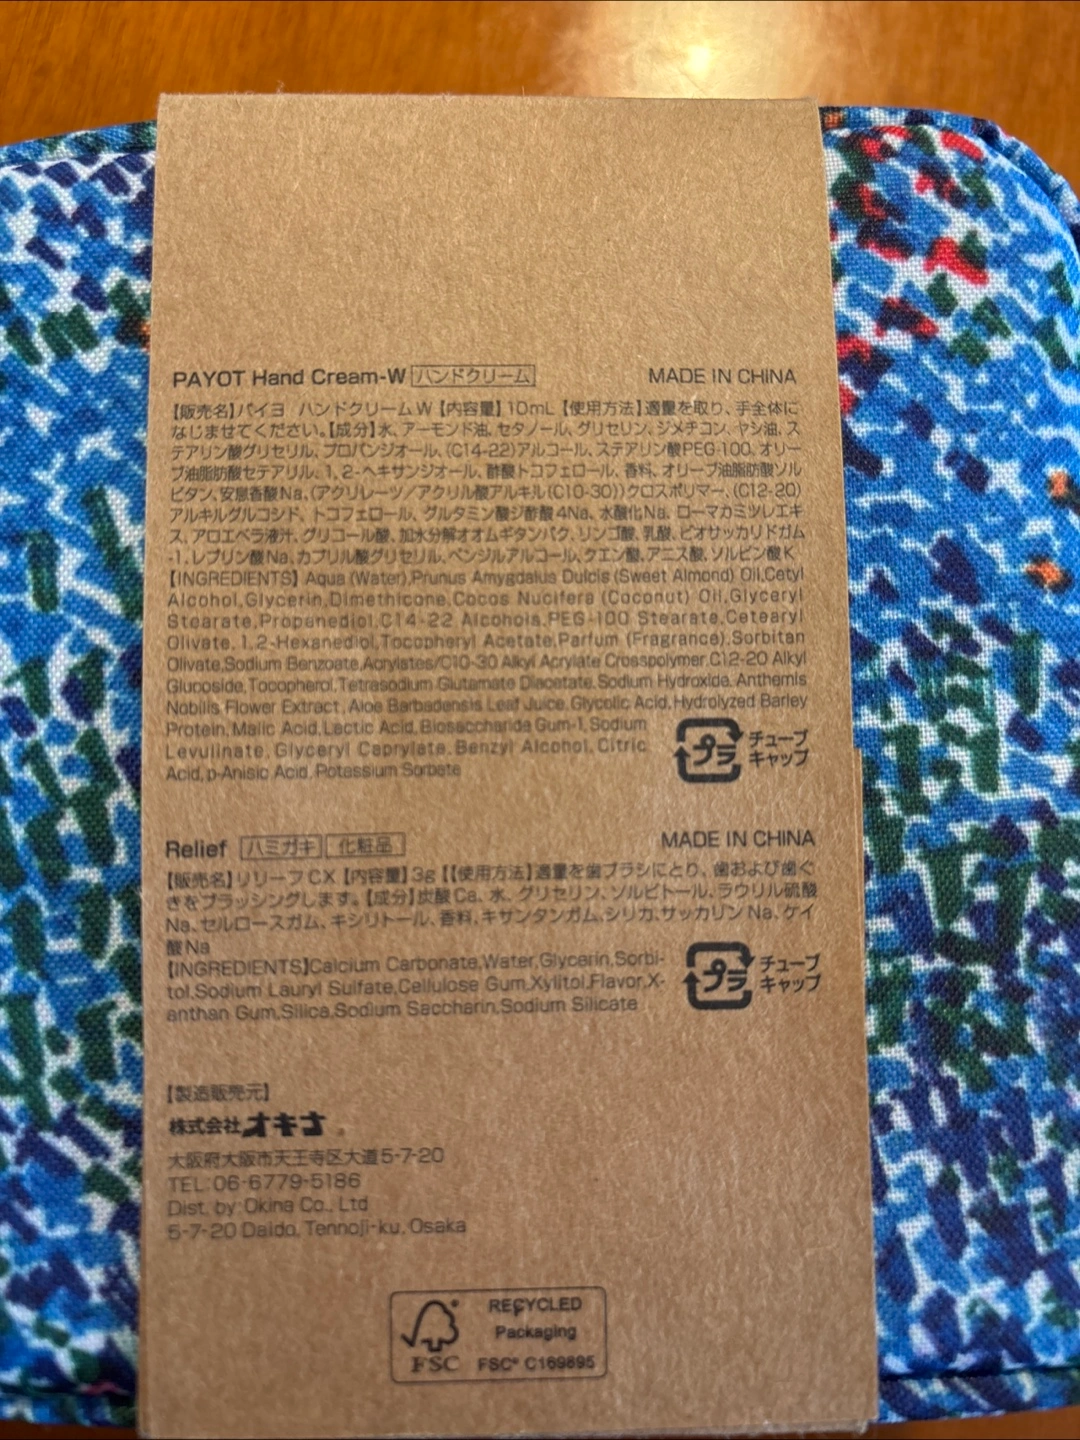 PAYOT Hand Cream-W ハンドクリーム MADE IN CHINA
【販売名】パイヨ ハンドクリームW【内容量】10mL【使用方法】適量を取り、手全体に
なじませてください。【成分】水、アーモンド油、セタノール、グリセリン、ジメチコン、ヤシ油、ス
テアリン酸グリセリル、プロパンジオール、(C14-22)アルコール、ステアリン酸PEG-100、オリー
ブ油脂肪酸セテアリル、1,2-ヘキサンジオール、酢酸トコフェロール、香料、オリーブ油脂肪酸ソル
ビタン、安息香酸Na、(アクリレーツ/アクリル酸アルキル(C10-30))クロスポリマー、(C12-20)
アルキルグルコシド、トコフェロール、グルタミン酸ジ酢酸4Na、水酸化Na、ローマカミツレエキ
ス、アロエベラ液汁、グリコール酸、加水分解オオムギタンパク、リンゴ酸、乳酸、ビオサッカリドガム
-1、レブリン酸Na、カプリル酸グリセリル、ベンジルアルコール、クエン酸、アニス酸、ソルビン酸K
【INGREDIENTS】Aqua (Water),Prunus Amygdalus Dulcis (Sweet Almond) Oil,Cetyl
Alcohol,Glycerin,Dimethicone,Cocos Nucifera (Coconut) Oil,Glyceryl
Stearate,Propanediol,C14-22 Alcohols,PEG-100 Stearate,Cetearyl
Olivate,1,2-Hexanediol,Tocopheryl Acetate,Parfum (Fragrance),Sorbitan
Olivate,Sodium Benzoate,Acrylates/C10-30 Alkyl Acrylate Crosspolymer,C12-20 Alkyl
Glucoside,Tocopherol,Tetrasodium Glutamate Diacetate,Sodium Hydroxide,Anthemis
Nobilis Flower Extract,Aloe Barbadensis Leaf Juice,Glycolic Acid,Hydrolyzed Barley
Protein,Malic Acid,Lactic Acid,Biosaccharide Gum-1,Sodium
Levulinate,Glyceryl Caprylate,Benzyl Alcohol,Citric
Acid,p-Anisic Acid,Potassium Sorbate
プラ チューブ
キャップ
Relief ハミガキ 化粧品 MADE IN CHINA
【販売名】リリーフCX【内容量】3g【【使用方法】適量を歯ブラシにとり、歯および歯ぐ
きをブラッシングします。【成分】炭酸Ca、水、グリセリン、ソルビトール、ラウリル硫酸
Na、セルロースガム、キシリトール、香料、キサンタンガム、シリカ、サッカリンNa、ケイ
酸Na
【INGREDIENTS】Calcium Carbonate,Water,Glycerin,Sorbi-
tol,Sodium Lauryl Sulfate,Cellulose Gum,Xylitol,Flavor,X-
anthan Gum,Silica,Sodium Saccharin,Sodium Silicate
プラ チューブ
キャップ
【製造販売元】
株式会社オキナ
大阪府大阪市天王寺区大道5-7-20
TEL:06-6779-5186
Dist. by:Okina Co., Ltd
5-7-20 Daido, Tennoji-ku, Osaka
RECYCLED
Packaging
FSC FSC® C169895